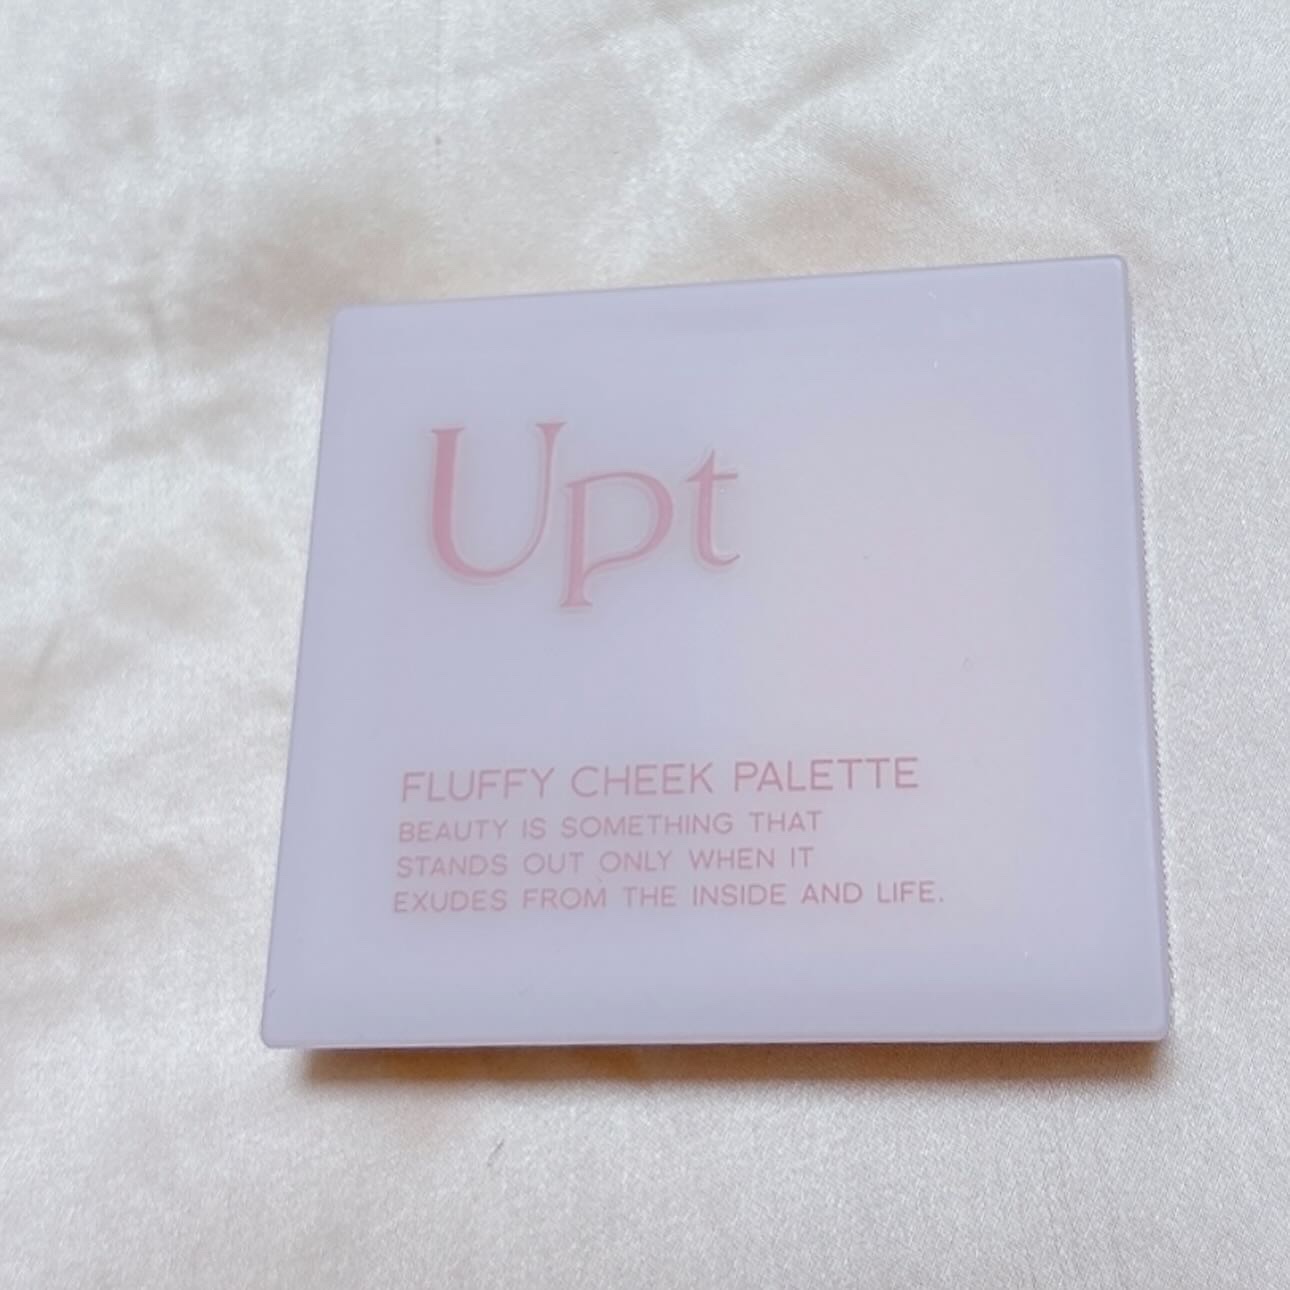 Upt
FLUFFY CHEEK PALETTE
BEAUTY IS SOMETHING THAT
STANDS OUT ONLY WHEN IT
EXUDES FROM THE INSIDE AND LIFE.